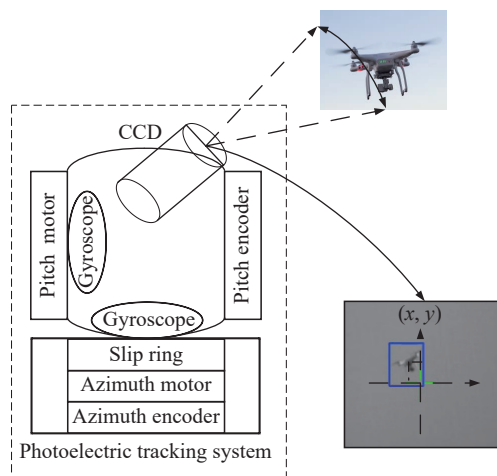 CCD
Pitch motor
Gyroscope
Pitch encoder
Gyroscope
(x, y)
Slip ring
Azimuth motor
Azimuth encoder
Photoelectric tracking system